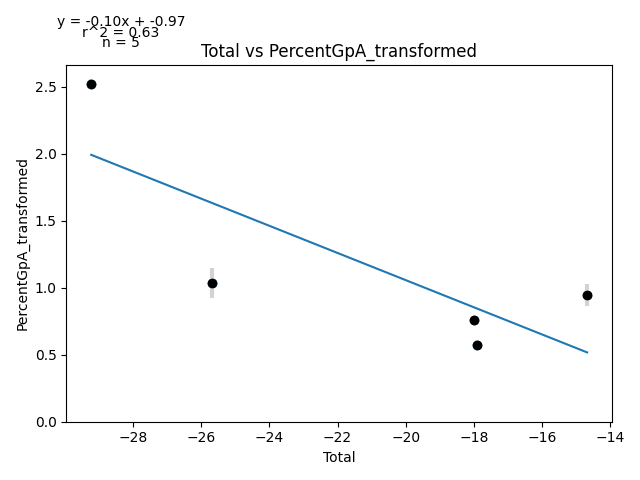 y = -0.10x + -0.97
r^2 = 0.63
n = 5
Total vs PercentGpA_transformed
PercentGpA_transformed
2.5
2.0
1.5
1.0
0.5
0.0
−28
−26
−24
−22
−20
−18
−16
−14
Total